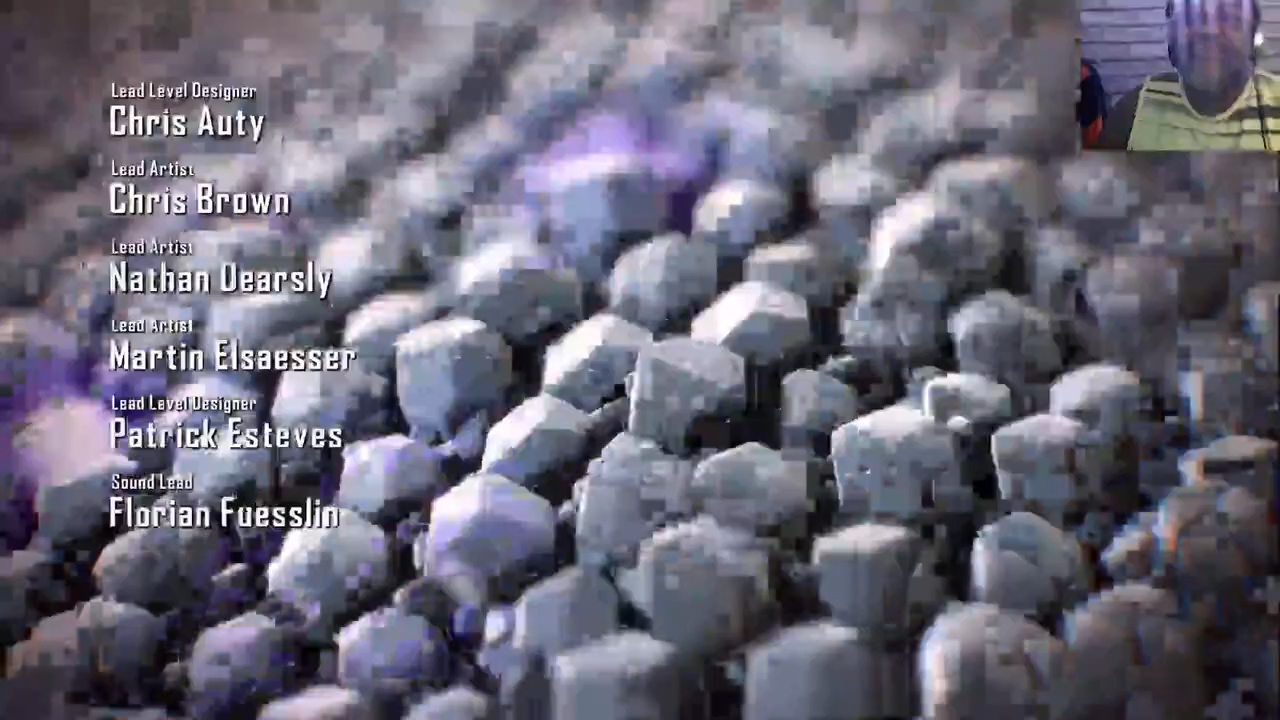 Lead Level Designer
Chris Auty
Lead Artist
Chris Brown
Lead Artist
Nathan Dearsly
Lead Artist
Martin Elsaesser
Lead Level Designer
Patrick Esteves
Sound Lead
Florian Fuesslin